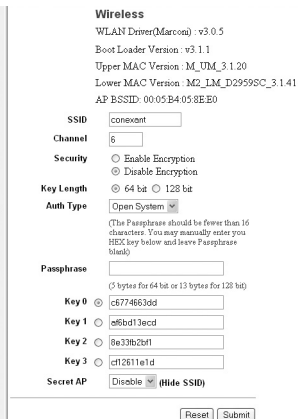 Wireless
WLAN Driver(Marconi) : v3.0.5
Boot Loader Version : v3.1.1
Upper MAC Version : M_UM_3.1.20
Lower MAC Version : M2_LM_D2959SC_3.1.41
AP BSSID: 00:05:B4:05:8E:E0
SSID conexant
Channel 6
Security Enable Encryption
Disable Encryption
Key Length 64 bit 128 bit
Auth Type Open System
(The Passphrase should be fewer than 16
characters. You may manually enter you
HEX key below and leave Passphrase
blank)
Passphrase
(5 bytes for 64 bit or 13 bytes for 128 bit)
Key 0 c6774663dd
Key 1 af6bd13ecd
Key 2 8e33fb2bf1
Key 3 cf12611e1d
Secret AP Disable (Hide SSID)
Reset Submit